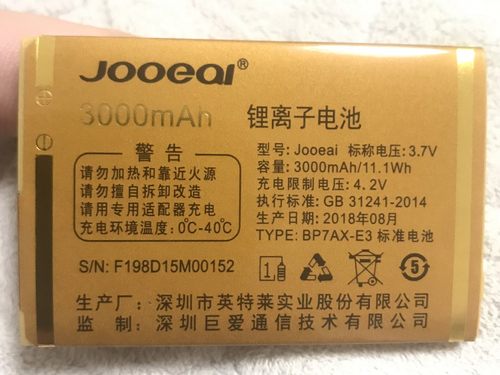 Jooeai®
3000mAh 锂离子电池
警告
请勿加热和靠近火源
请勿擅自拆卸改造
请用专用适配器充电
充电环境温度:0℃-40℃
型号: Jooeai 标称电压: 3.7V
容量: 3000mAh/11.1Wh
充电限制电压: 4.2V
执行标准: GB 31241-2014
生产日期: 2018年08月
TYPE: BP7AX-E3 标准电池
S/N: F198D15M00152
1
5
生产厂: 深圳市英特莱实业股份有限公司
监制: 深圳巨爱通信技术有限公司